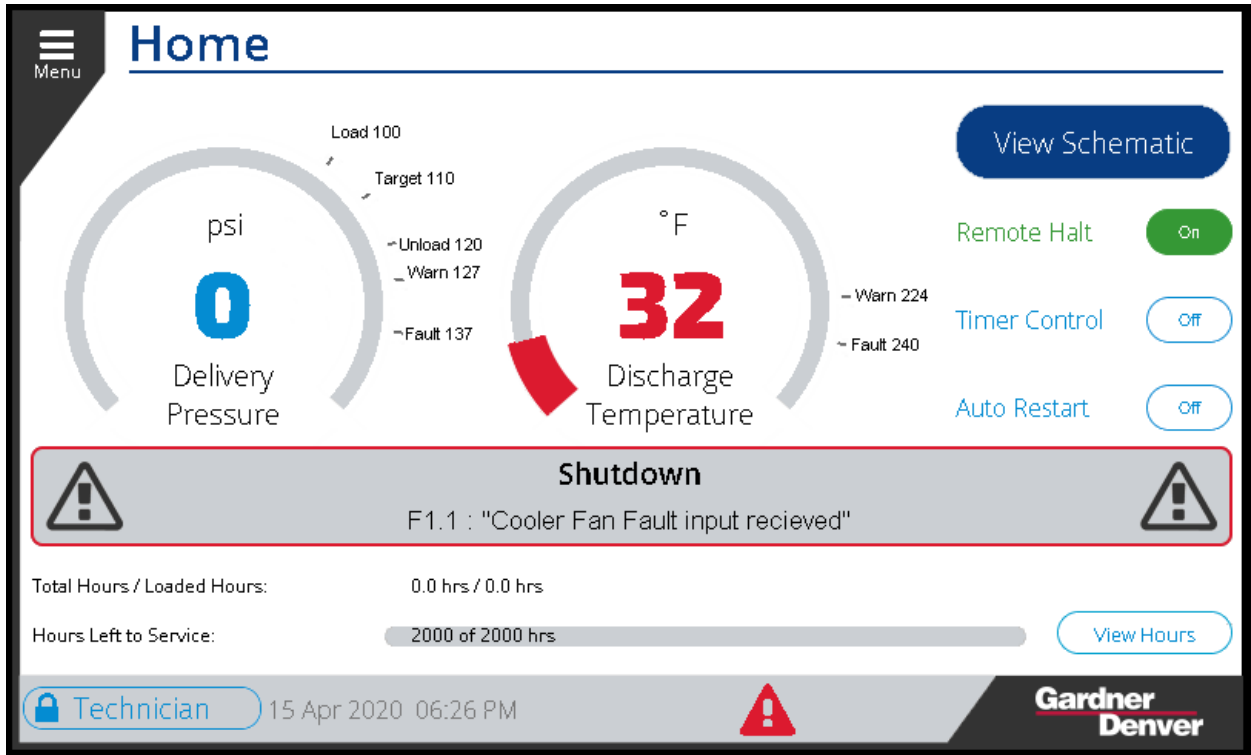 Menu
Home
Load 100
Target 110
Unload 120
Warn 127
Fault 137
psi
0
Delivery
Pressure
°F
32
Discharge
Temperature
Warn 224
Fault 240
View Schematic
Remote Halt On
Timer Control Off
Auto Restart Off
Shutdown
F1.1 : "Cooler Fan Fault input recieved"
Total Hours / Loaded Hours: 0.0 hrs / 0.0 hrs
Hours Left to Service: 2000 of 2000 hrs
View Hours
Technician 15 Apr 2020 06:26 PM
Gardner
Denver